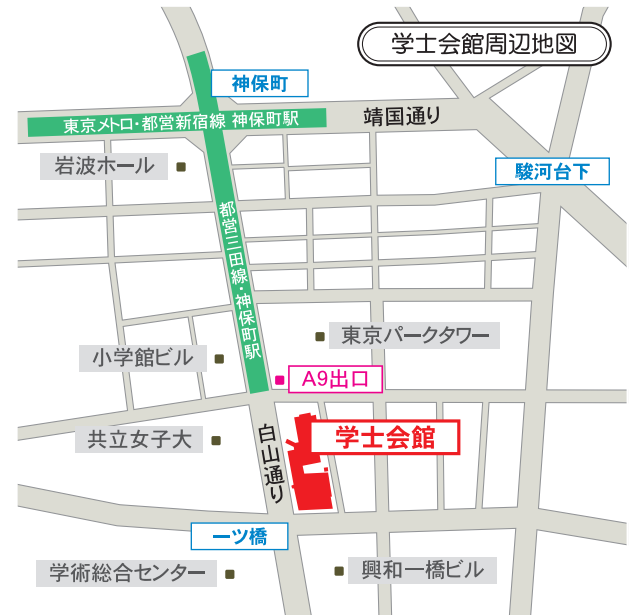 学士会館周辺地図
神保町
東京メトロ・都営新宿線 神保町駅
靖国通り
岩波ホール
駿河台下
都営三田線・神保町駅
東京パークタワー
小学館ビル
A9出口
共立女子大
白山通り
学士会館
一ツ橋
学術総合センター
興和一橋ビル